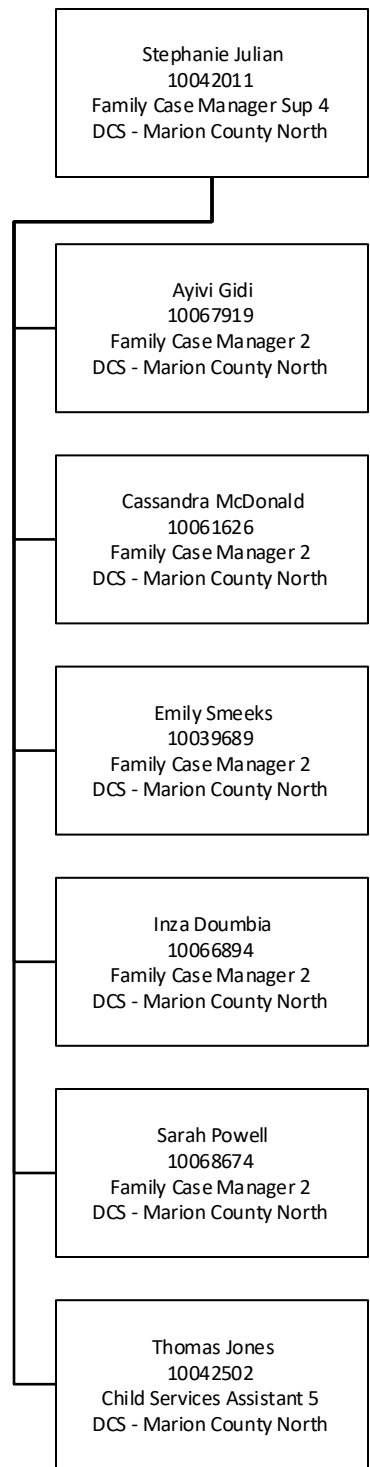 Stephanie Julian
10042011
Family Case Manager Sup 4
DCS - Marion County North
Ayivi Gidi
10067919
Family Case Manager 2
DCS - Marion County North
Cassandra McDonald
10061626
Family Case Manager 2
DCS - Marion County North
Emily Smeeks
10039689
Family Case Manager 2
DCS - Marion County North
Inza Doumbia
10066894
Family Case Manager 2
DCS - Marion County North
Sarah Powell
10068674
Family Case Manager 2
DCS - Marion County North
Thomas Jones
10042502
Child Services Assistant 5
DCS - Marion County North